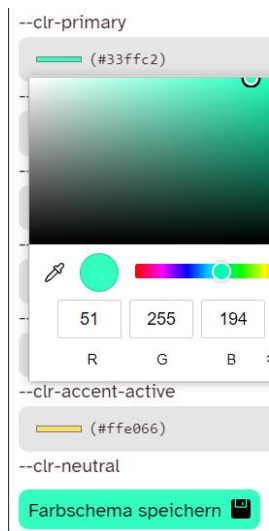 --clr-primary
(#33ffc2)
51 255 194
R G B
--clr-accent-active
(#ffe066)
--clr-neutral
Farbschema speichern